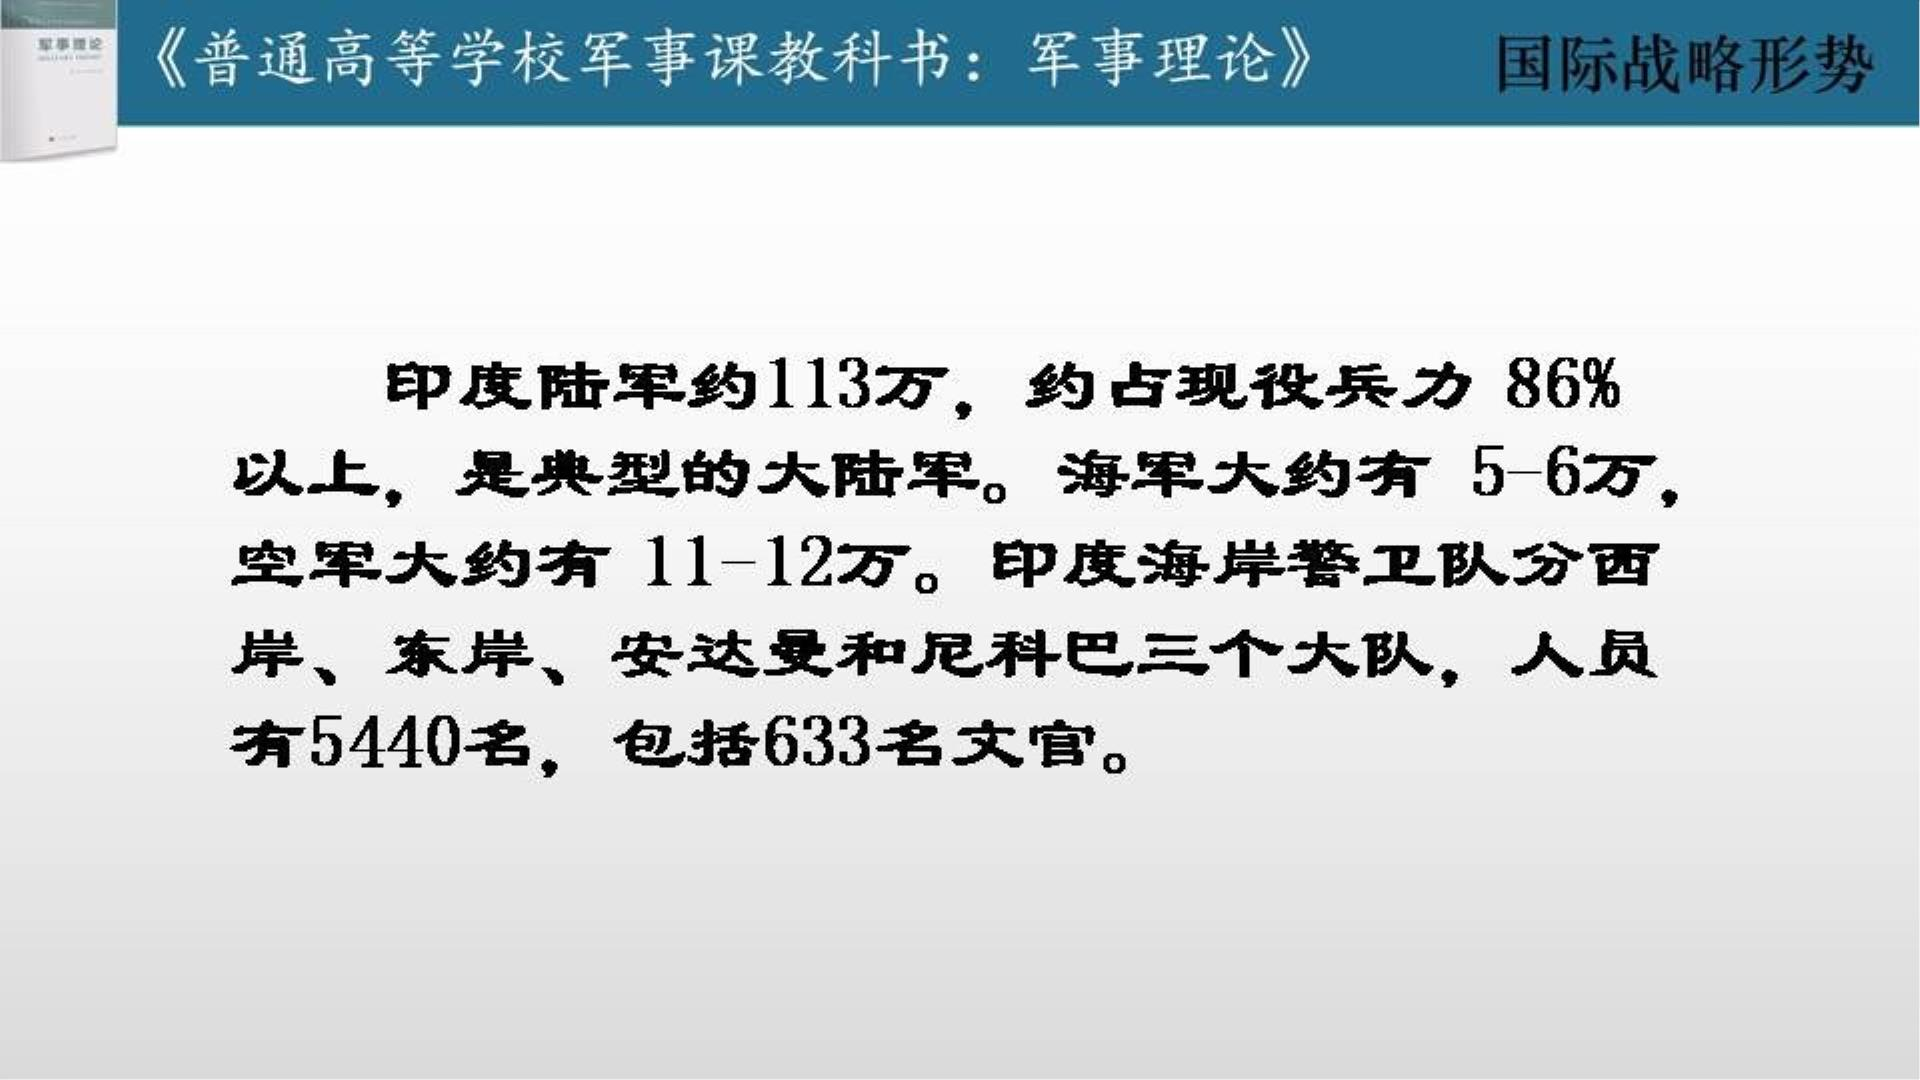 军事理论
《普通高等学校军事课教科书：军事理论》
国际战略形势
印度陆军约113万，约占现役兵力 86%
以上，是典型的大陆军。海军大约有 5-6万，
空军大约有 11-12万。印度海岸警卫队分西
岸、东岸、安达曼和尼科巴三个大队，人员
有5440名，包括633名文官。